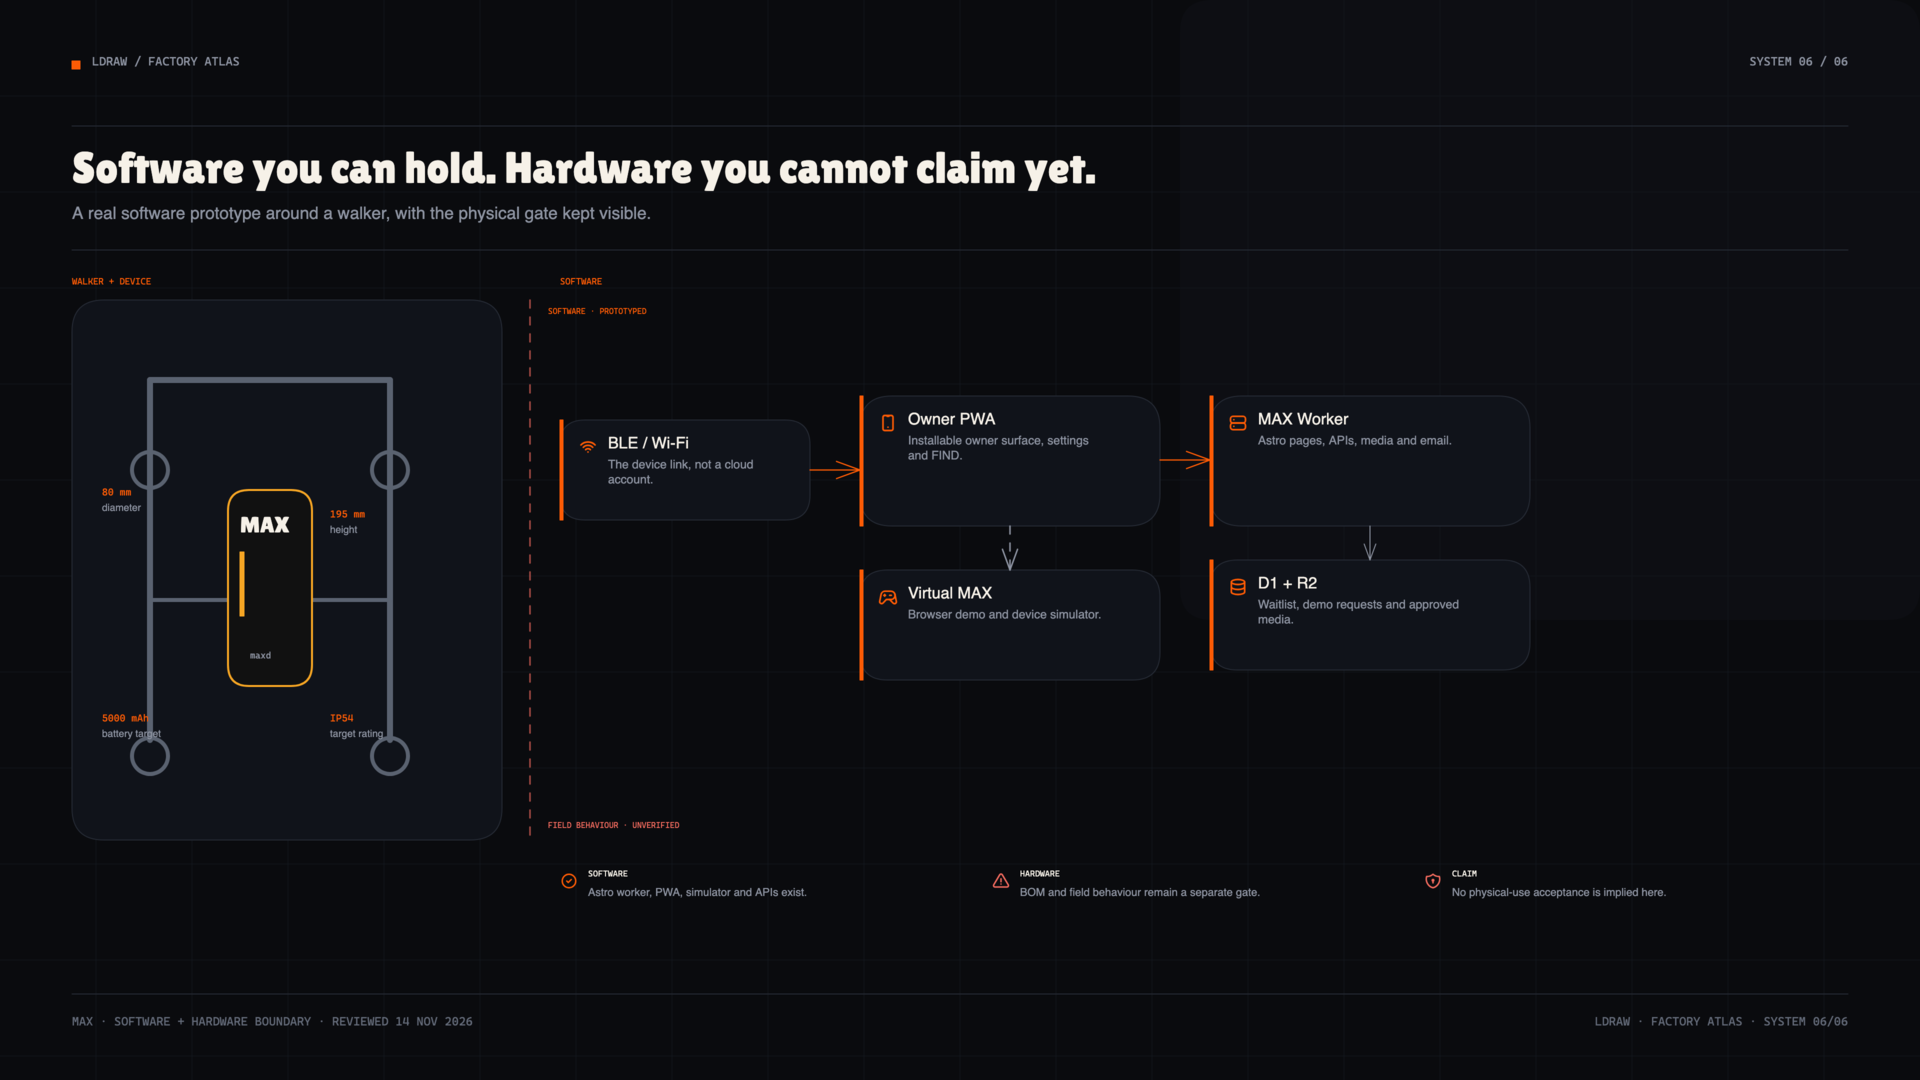 LDRAW / FACTORY ATLAS
SYSTEM 06 / 06
Software you can hold. Hardware you cannot claim yet.
A real software prototype around a walker, with the physical gate kept visible.
WALKER + DEVICE
SOFTWARE
SOFTWARE · PROTOTYPED
80 mm
diameter
MAX
195 mm
height
maxd
5000 mAh
battery target
IP54
target rating
BLE / Wi-Fi
The device link, not a cloud
account.
Owner PWA
Installable owner surface, settings
and FIND.
MAX Worker
Astro pages, APIs, media and email.
Virtual MAX
Browser demo and device simulator.
D1 + R2
Waitlist, demo requests and approved
media.
FIELD BEHAVIOUR · UNVERIFIED
SOFTWARE
Astro worker, PWA, simulator and APIs exist.
HARDWARE
BOM and field behaviour remain a separate gate.
CLAIM
No physical-use acceptance is implied here.
MAX · SOFTWARE + HARDWARE BOUNDARY · REVIEWED 14 NOV 2026
LDRAW · FACTORY ATLAS · SYSTEM 06/06